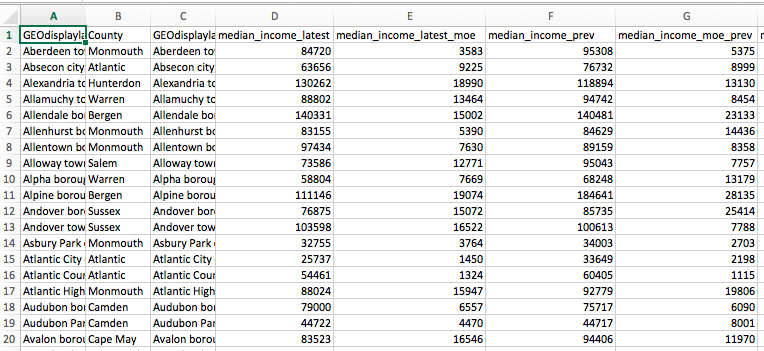 A B C D E F G
1 GEOdisplayla County GEOdisplayla median_income_latest median_income_latest_moe median_income_prev median_income_moe_prev
2 Aberdeen to Monmouth Aberdeen to 84720 3583 95308 5375
3 Absecon city Atlantic Absecon city 63656 9225 76732 8999
4 Alexandria to Hunterdon Alexandria to 130262 18990 118894 13130
5 Allamuchy to Warren Allamuchy to 88802 13464 94742 8454
6 Allendale bo Bergen Allendale bo 140331 15002 140481 23133
7 Allenhurst bo Monmouth Allenhurst bo 83155 5390 84629 14436
8 Allentown bo Monmouth Allentown bo 97434 7630 89159 8358
9 Alloway town Salem Alloway town 73586 12771 95043 7757
10 Alpha boroug Warren Alpha boroug 58804 7669 68248 13179
11 Alpine borou Bergen Alpine borou 111146 19074 184641 28135
12 Andover bor Sussex Andover bor 76875 15072 85735 25414
13 Andover tow Sussex Andover tow 103598 16522 100613 7788
14 Asbury Park Monmouth Asbury Park 32755 3764 34003 2703
15 Atlantic City Atlantic Atlantic City 25737 1450 33649 2198
16 Atlantic Coun Atlantic Atlantic Coun 54461 1324 60405 1115
17 Atlantic High Monmouth Atlantic High 88024 15947 92779 19806
18 Audubon bo Camden Audubon bo 79000 6557 75717 6090
19 Audubon Par Camden Audubon Par 44722 4470 44717 8001
20 Avalon borou Cape May Avalon borou 83523 16546 94406 11970